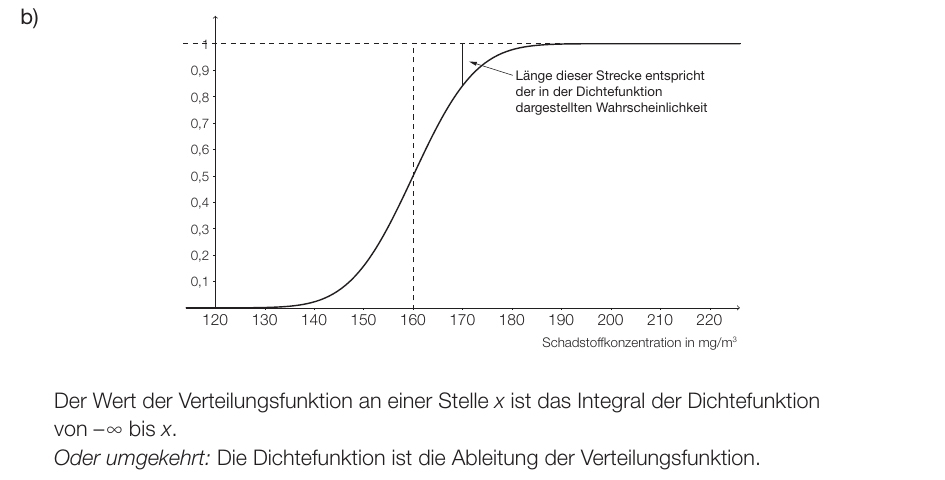 b)
1
0,9
0,8
0,7
0,6
0,5
0,4
0,3
0,2
0,1
Länge dieser Strecke entspricht
der in der Dichtefunktion
dargestellten Wahrscheinlichkeit
120 130 140 150 160 170 180 190 200 210 220
Schadstoffkonzentration in mg/m³
Der Wert der Verteilungsfunktion an einer Stelle x ist das Integral der Dichtefunktion
von –∞ bis x.
Oder umgekehrt: Die Dichtefunktion ist die Ableitung der Verteilungsfunktion.